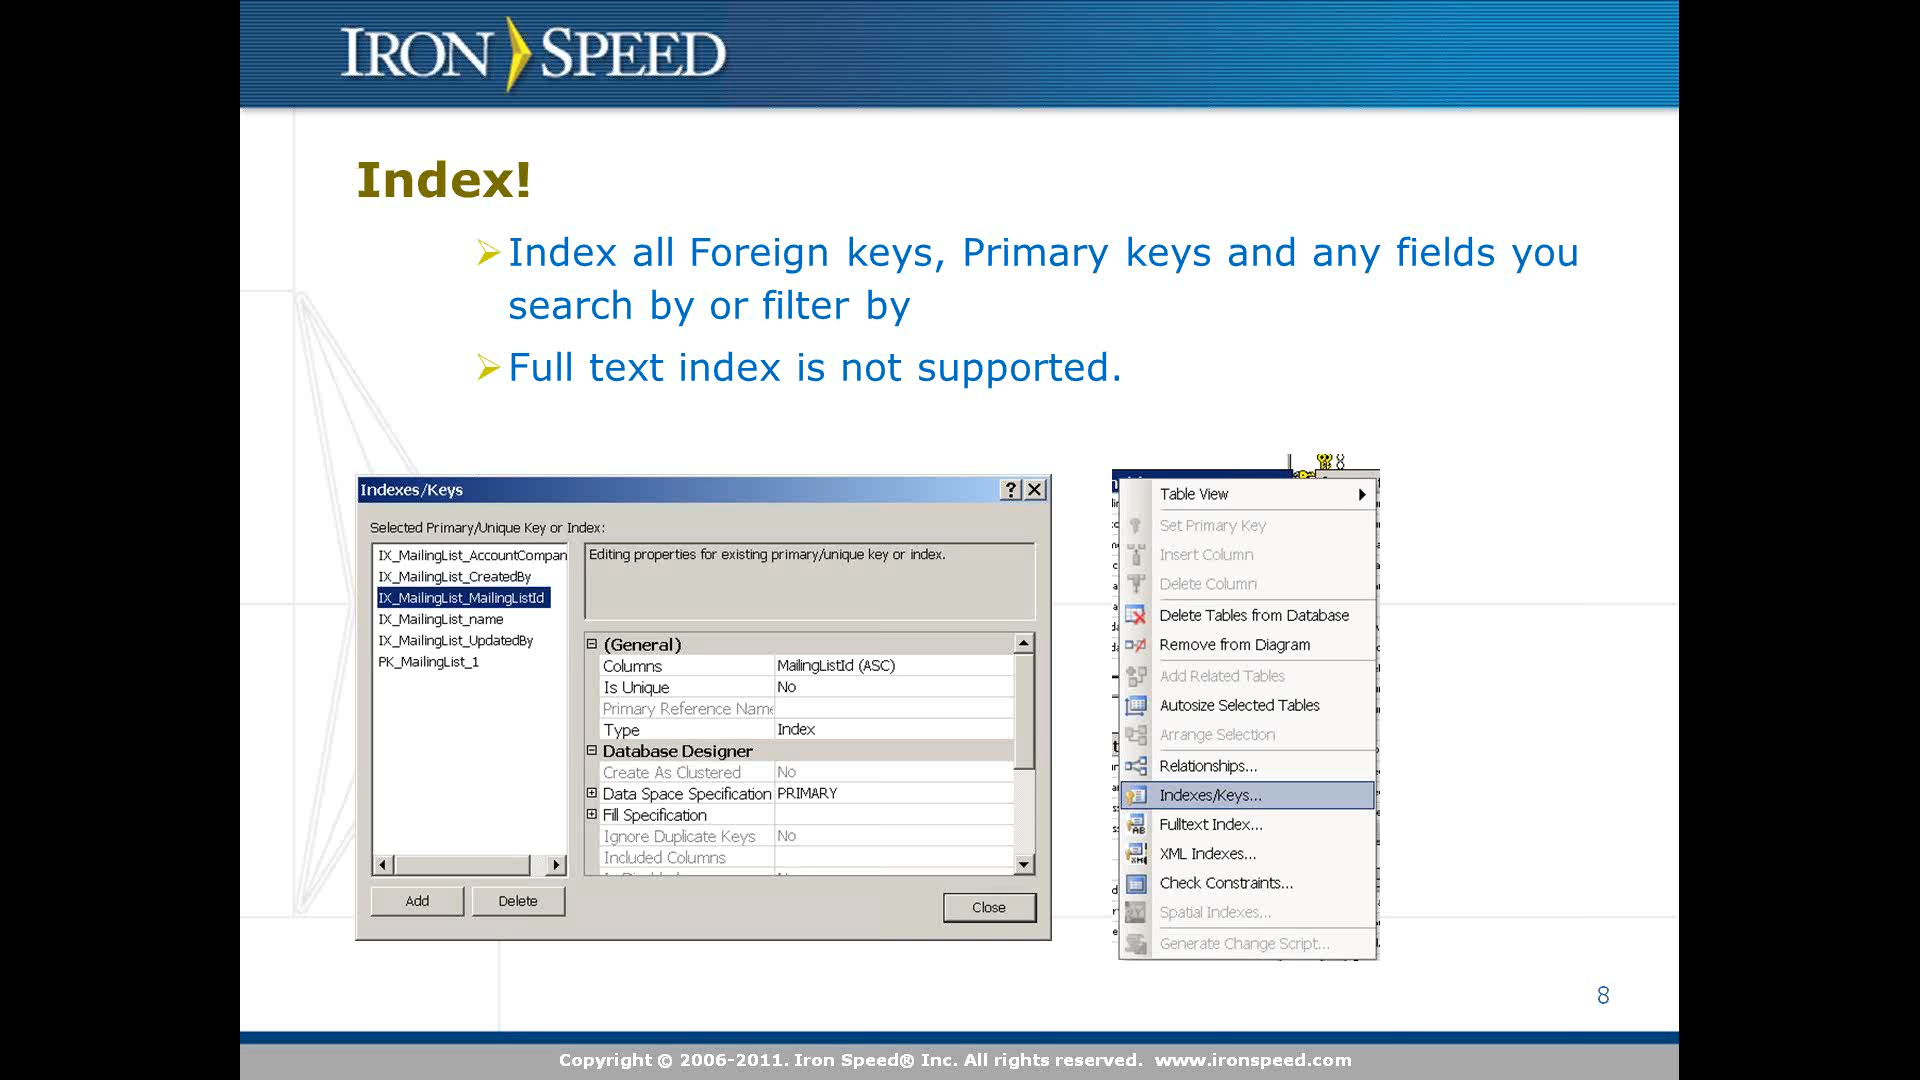 IRON SPEED
Index!
Index all Foreign keys, Primary keys and any fields you
search by or filter by
Full text index is not supported.
Indexes/Keys
Selected Primary/Unique Key or Index:
IX_MailingList_AccountCompan
IX_MailingList_CreatedBy
IX_MailingList_MailingListId
IX_MailingList_name
IX_MailingList_UpdatedBy
PK_MailingList_1
Add
Delete
Editing properties for existing primary/unique key or index.
(General)
Columns MailingListId (ASC)
Is Unique No
Primary Reference Name
Type Index
Database Designer
Create As Clustered No
Data Space Specification PRIMARY
Fill Specification
Ignore Duplicate Keys No
Included Columns
Close
Table View
Set Primary Key
Insert Column
Delete Column
Delete Tables from Database
Remove from Diagram
Add Related Tables
Autosize Selected Tables
Arrange Selection
Relationships...
Indexes/Keys...
Fulltext Index...
XML Indexes...
Check Constraints...
Spatial Indexes...
Generate Change Script...
8
Copyright © 2006-2011. Iron Speed® Inc. All rights reserved. www.ironspeed.com